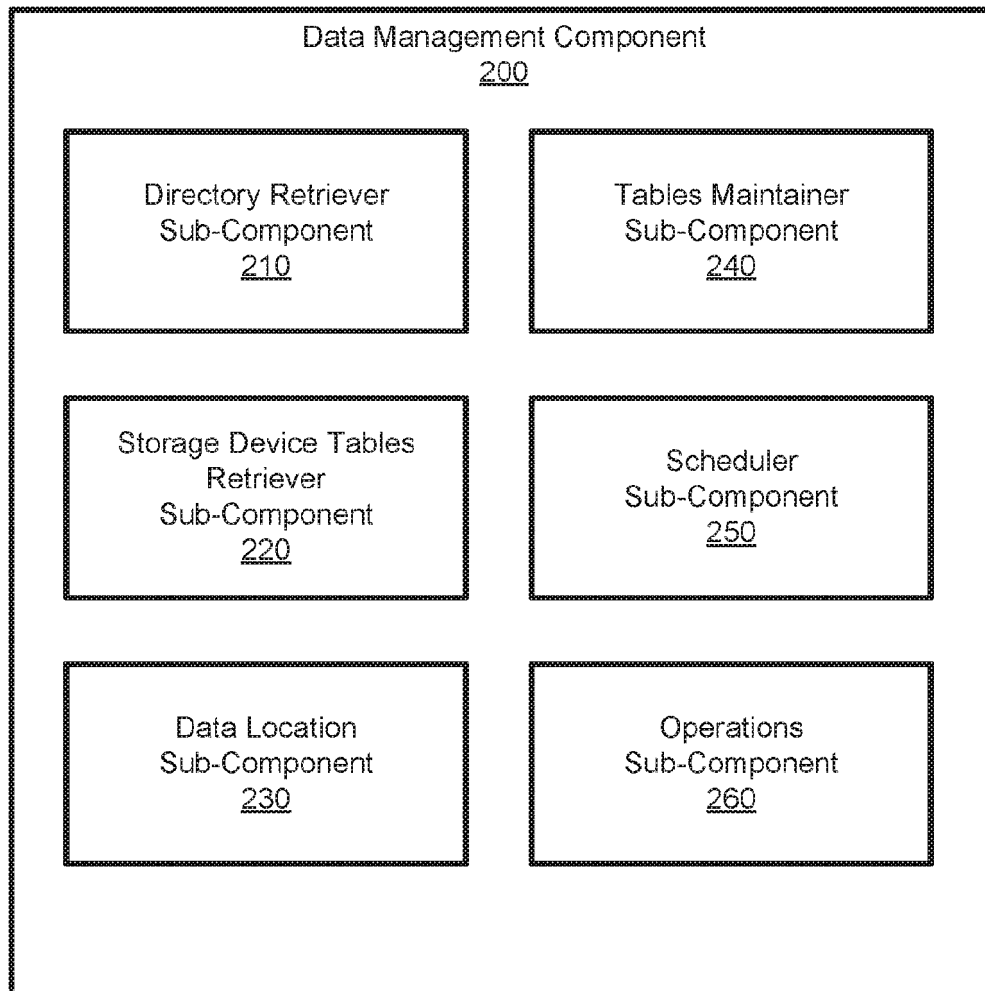 Data Management Component
200
Directory Retriever
Sub-Component
210
Tables Maintainer
Sub-Component
240
Storage Device Tables
Retriever
Sub-Component
220
Scheduler
Sub-Component
250
Data Location
Sub-Component
230
Operations
Sub-Component
260